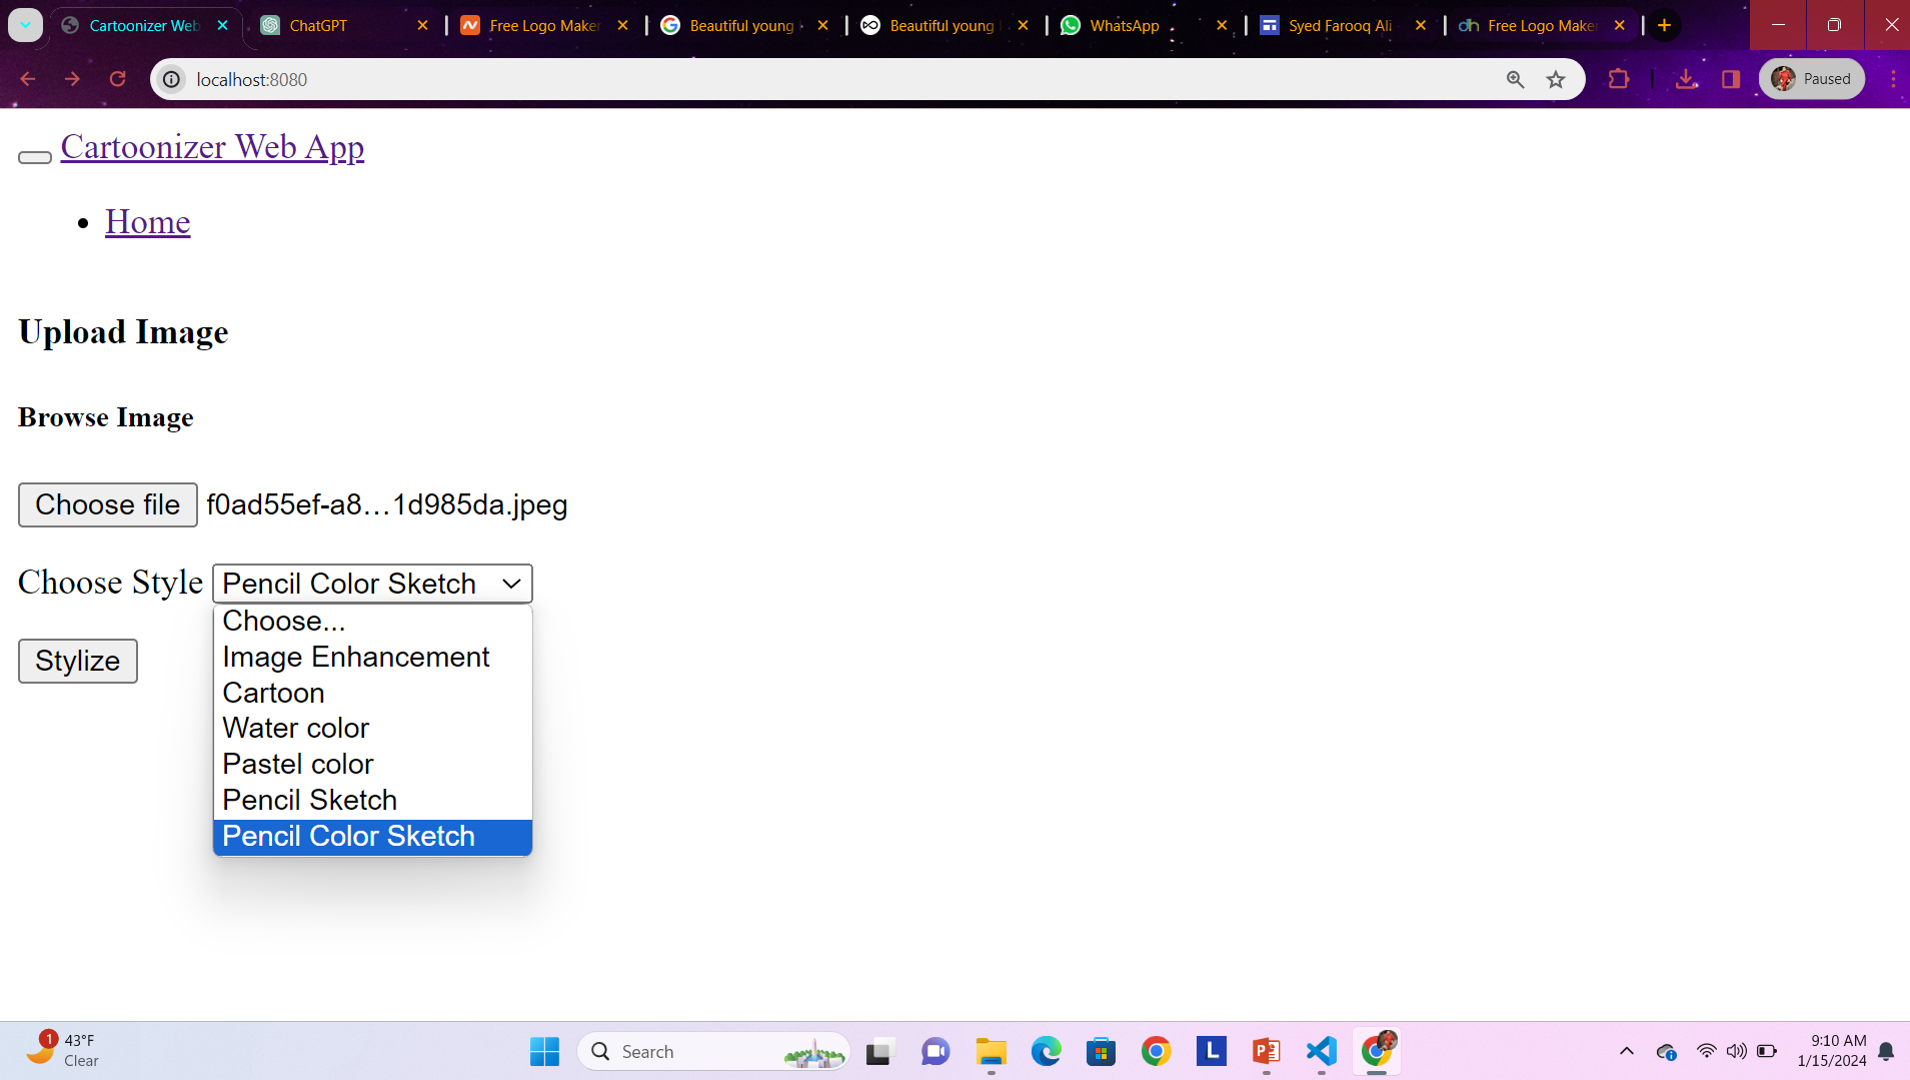 Cartoonizer Web
ChatGPT
Free Logo Maker
Beautiful young
Beautiful young
WhatsApp
Syed Farooq Ali
Free Logo Make
localhost:8080
Paused
Cartoonizer Web App
Home
Upload Image
Browse Image
Choose file f0ad55ef-a8…1d985da.jpeg
Choose Style Pencil Color Sketch
Choose...
Image Enhancement
Cartoon
Water color
Pastel color
Pencil Sketch
Pencil Color Sketch
Stylize
1
43°F
Clear
Search
L
9:10 AM
1/15/2024